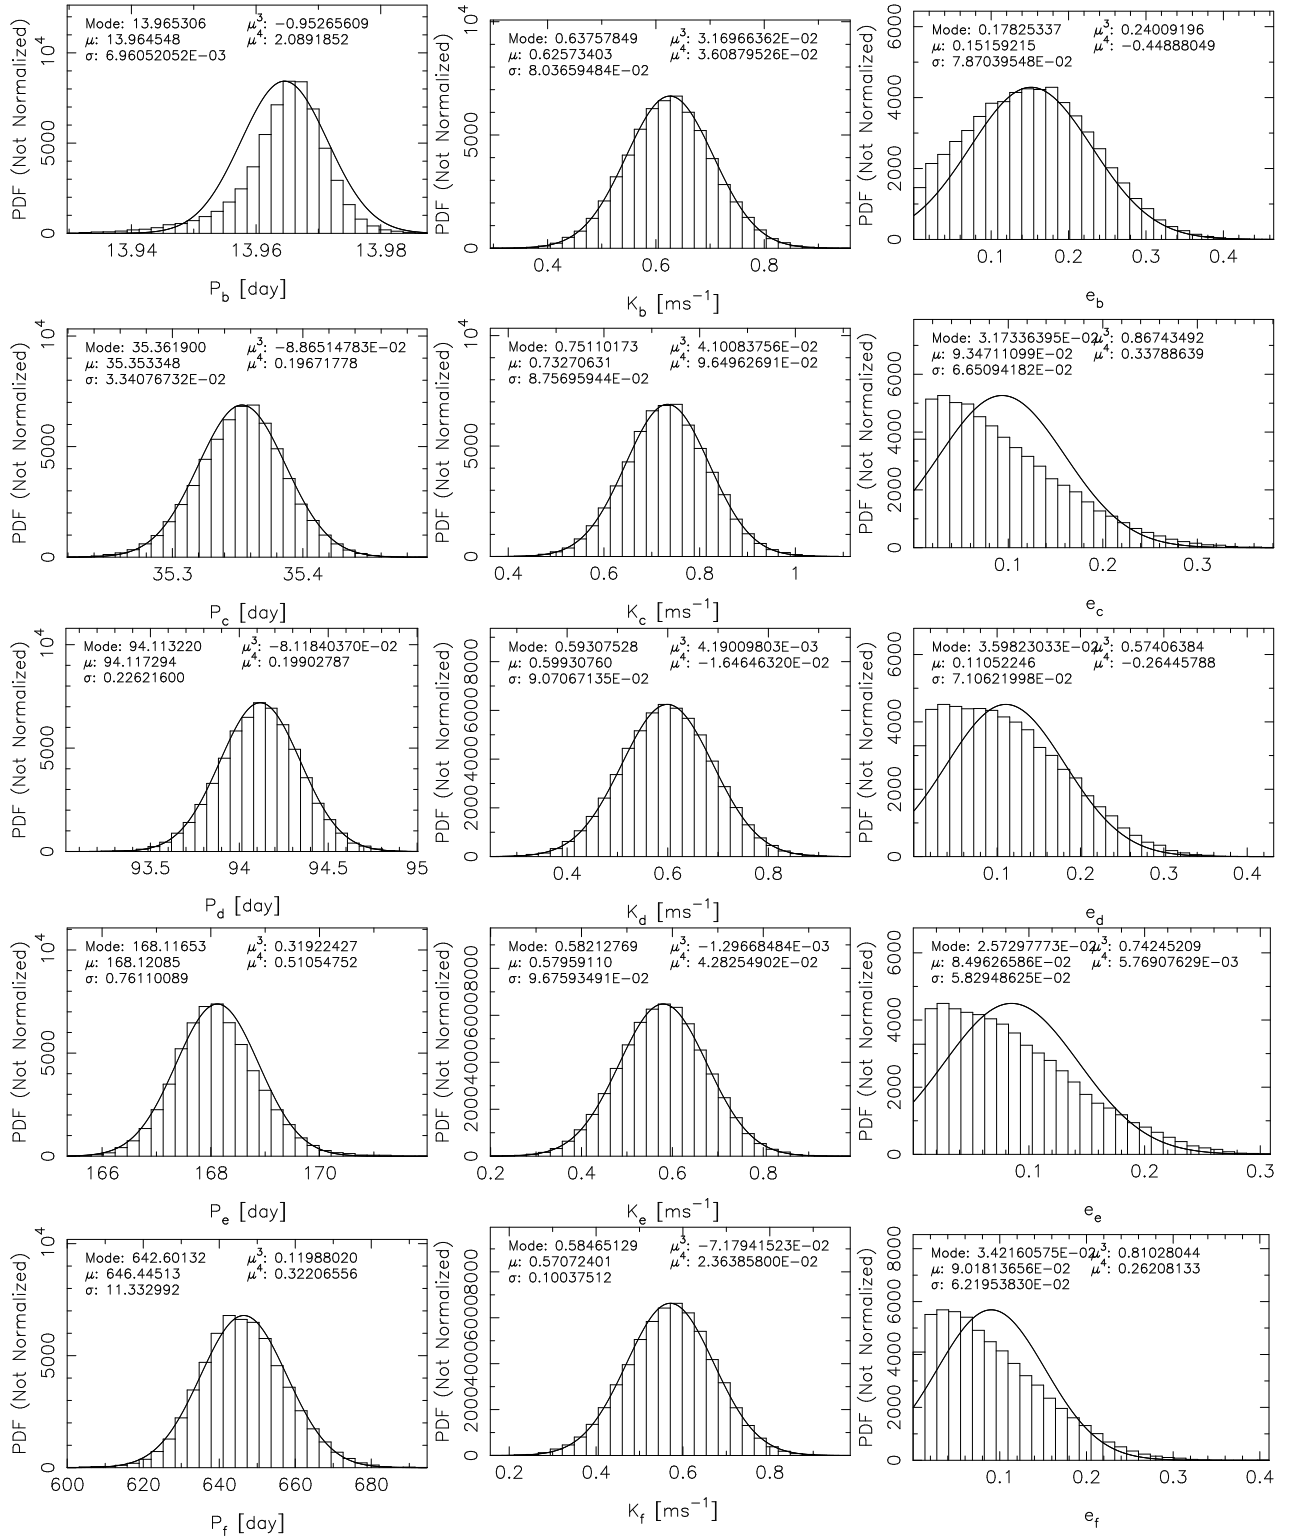 Mode: 13.965306 μ³: −0.95265609
μ: 13.964548 μ⁴: 2.0891852
σ: 6.96052052E−03
PDF (Not Normalized)
0 5000 10⁴
13.94 13.96 13.98
P_b [day]
Mode: 0.63757849 μ³: 3.16966362E−02
μ: 0.62573403 μ⁴: 3.60879526E−02
σ: 8.03659484E−02
PDF (Not Normalized)
0 5000 10⁴
0.4 0.6 0.8
K_b [ms⁻¹]
Mode: 0.17825337 μ³: 0.24009196
μ: 0.15159215 μ⁴: −0.44888049
σ: 7.87039548E−02
PDF (Not Normalized)
0 2000 4000 6000
0.1 0.2 0.3 0.4
e_b
Mode: 35.361900 μ³: −8.86514783E−02
μ: 35.353348 μ⁴: 0.19671778
σ: 3.34076732E−02
PDF (Not Normalized)
0 5000 10⁴
35.3 35.4
P_c [day]
Mode: 0.75110173 μ³: 4.10083756E−02
μ: 0.73270631 μ⁴: 9.64962691E−02
σ: 8.75695944E−02
PDF (Not Normalized)
0 5000 10⁴
0.4 0.6 0.8 1
K_c [ms⁻¹]
Mode: 3.17336395E−02 μ³: 0.86743492
μ: 9.34711099E−02 μ⁴: 0.33788639
σ: 6.65094182E−02
PDF (Not Normalized)
0 2000 4000 6000
0.1 0.2 0.3
e_c
Mode: 94.113220 μ³: −8.11840370E−02
μ: 94.117294 μ⁴: 0.19902787
σ: 0.22621600
PDF (Not Normalized)
0 5000 10⁴
93.5 94 94.5 95
P_d [day]
Mode: 0.59307528 μ³: 4.19009803E−03
μ: 0.59930760 μ⁴: −1.64646320E−02
σ: 9.07067135E−02
PDF (Not Normalized)
0 2000 4000 6000 8000
0.4 0.6 0.8
K_d [ms⁻¹]
Mode: 3.59823033E−02 μ³: 0.57406384
μ: 0.11052246 μ⁴: −0.26445788
σ: 7.10621998E−02
PDF (Not Normalized)
0 2000 4000 6000
0.1 0.2 0.3 0.4
e_d
Mode: 168.11653 μ³: 0.31922427
μ: 168.12085 μ⁴: 0.51054752
σ: 0.76110089
PDF (Not Normalized)
0 5000 10⁴
166 168 170
P_e [day]
Mode: 0.58212769 μ³: −1.29668484E−03
μ: 0.57959110 μ⁴: 4.28254902E−02
σ: 9.67593491E−02
PDF (Not Normalized)
0 2000 4000 6000 8000
0.2 0.4 0.6 0.8
K_e [ms⁻¹]
Mode: 2.57297773E−02 μ³: 0.74245209
μ: 8.49626586E−02 μ⁴: 5.76907629E−03
σ: 5.82948625E−02
PDF (Not Normalized)
0 2000 4000 6000
0.1 0.2 0.3
e_e
Mode: 642.60132 μ³: 0.11988020
μ: 646.44513 μ⁴: 0.32206556
σ: 11.332992
PDF (Not Normalized)
0 5000 10⁴
600 620 640 660 680
P_f [day]
Mode: 0.58465129 μ³: −7.17941523E−02
μ: 0.57072401 μ⁴: 2.36385800E−02
σ: 0.10037512
PDF (Not Normalized)
0 2000 4000 6000 8000
0.2 0.4 0.6 0.8
K_f [ms⁻¹]
Mode: 3.42160575E−02 μ³: 0.81028044
μ: 9.01813656E−02 μ⁴: 0.26208133
σ: 6.21953830E−02
PDF (Not Normalized)
0 2000 4000 6000 8000
0.1 0.2 0.3 0.4
e_f